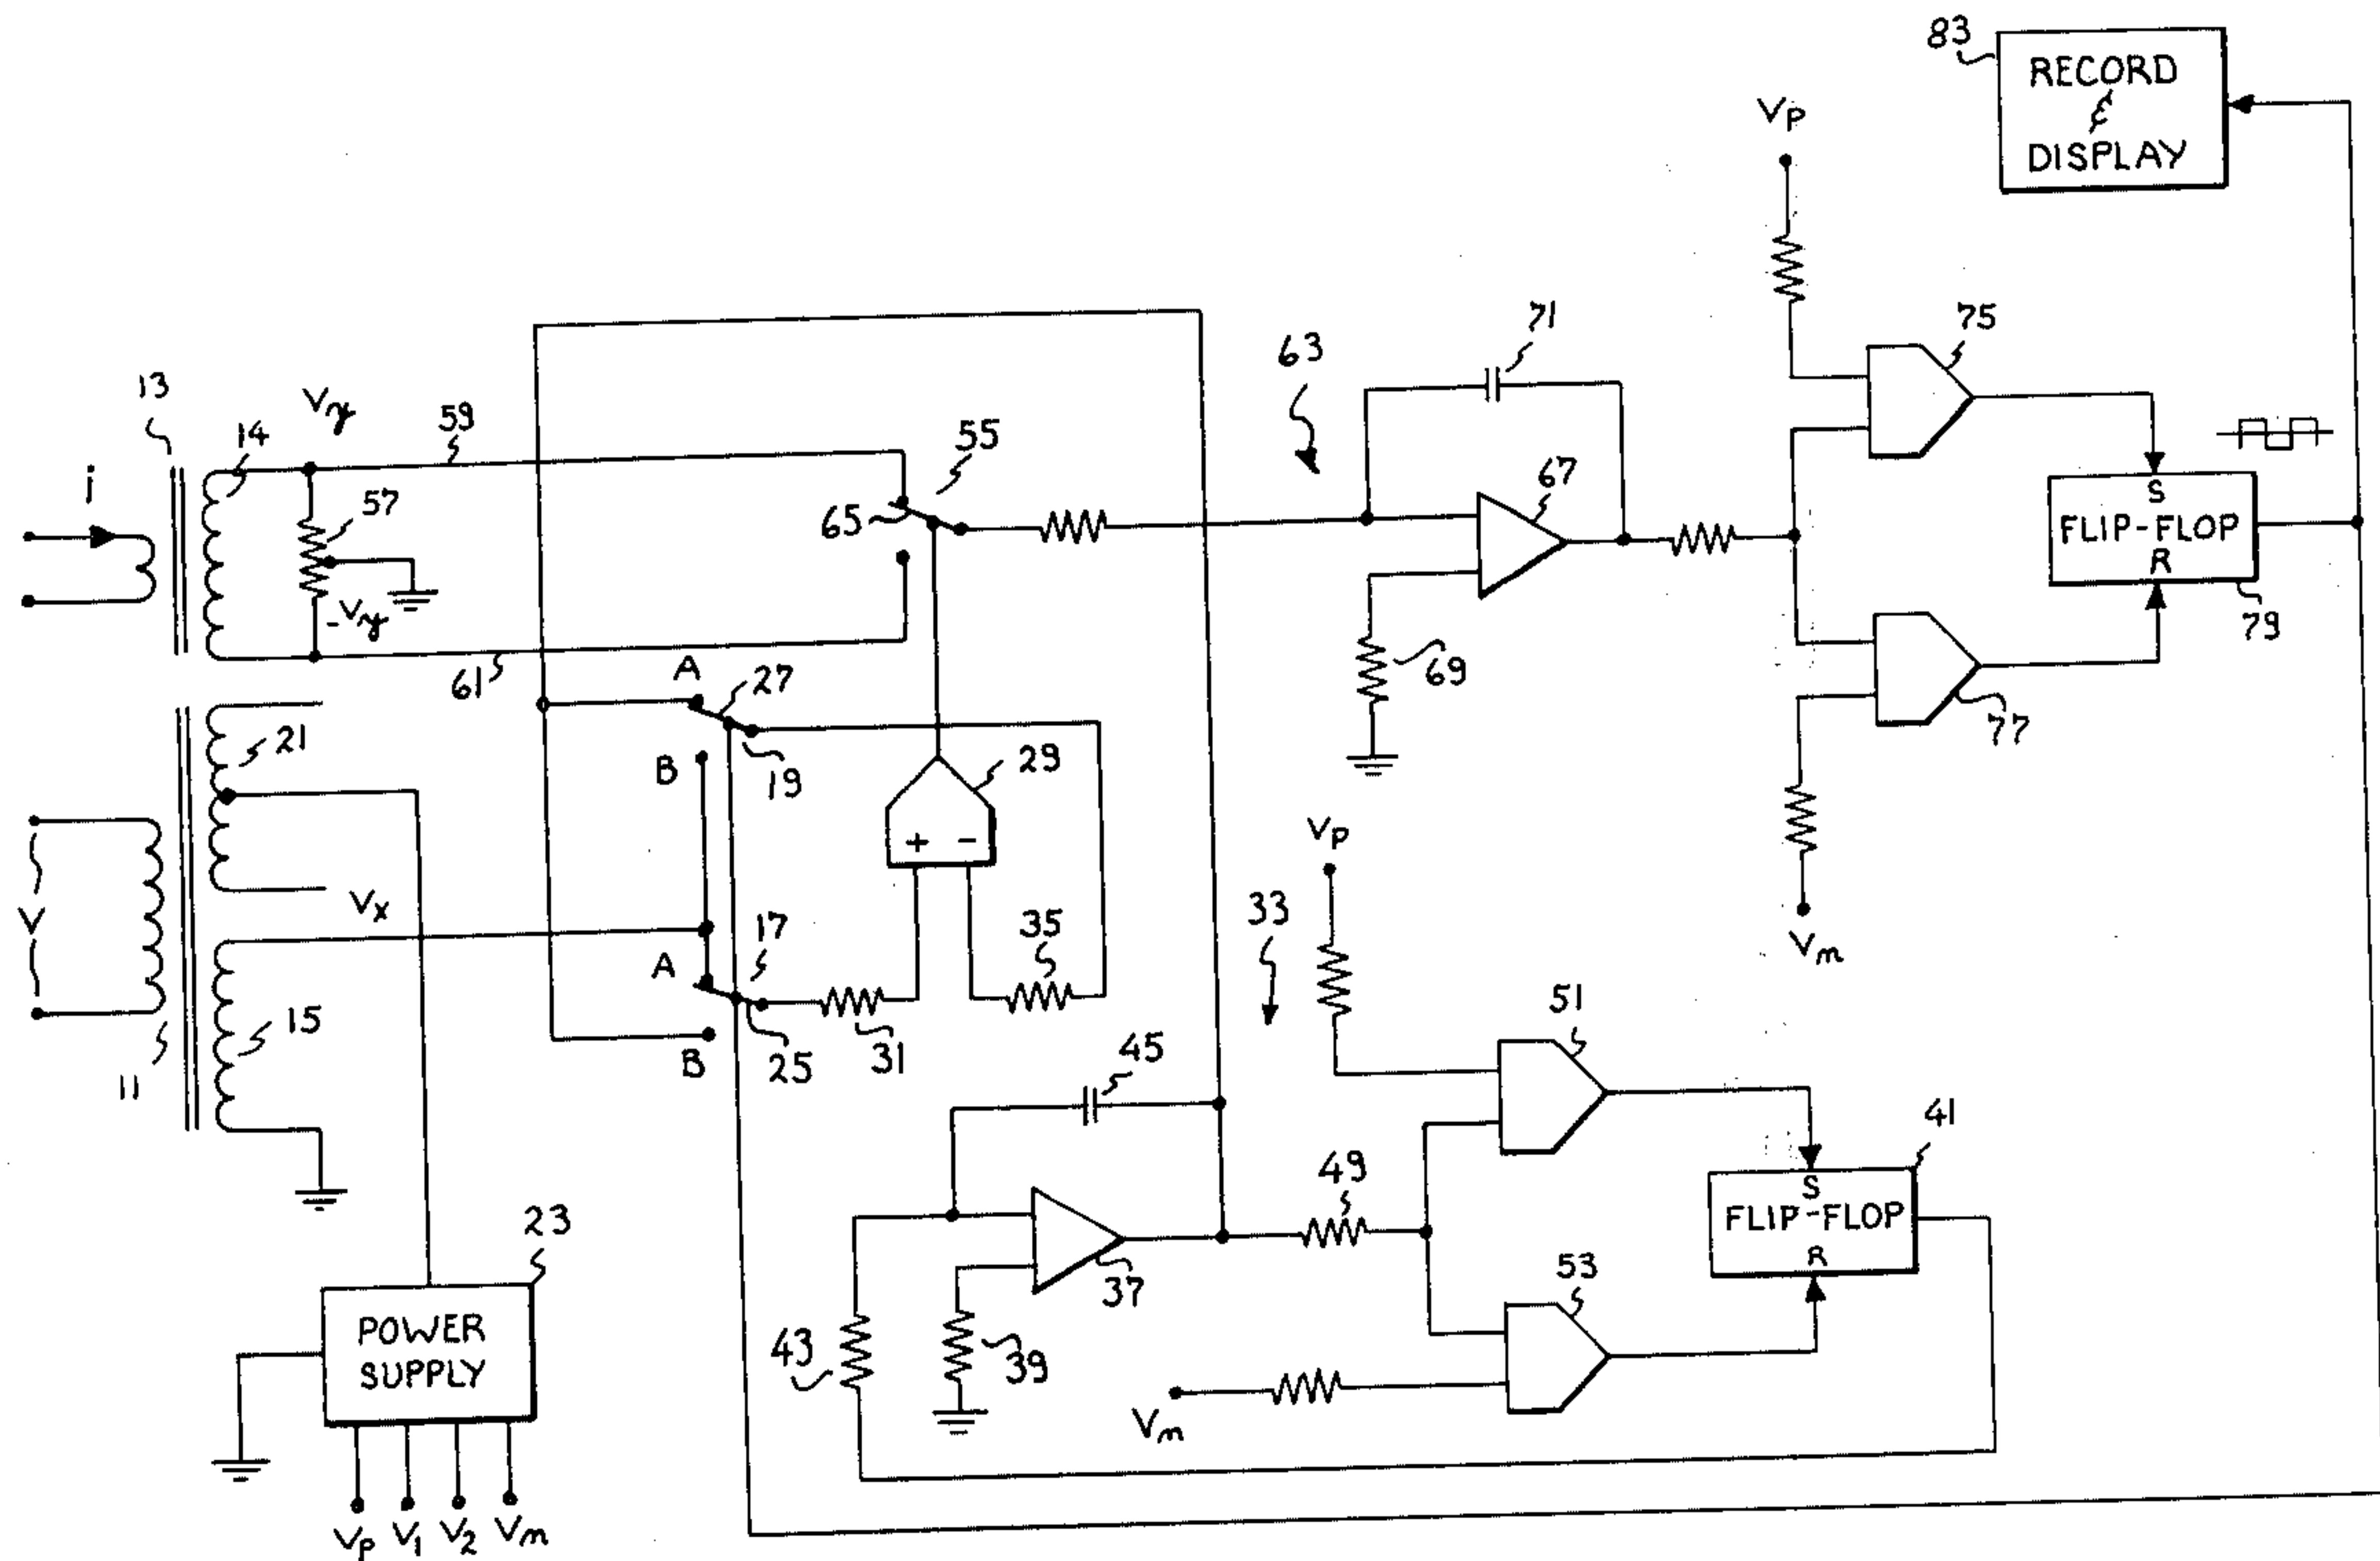 83
RECORD
&
DISPLAY
Vp
71
75
63
13
Vy
59
14
55
i
57
65
67
S
FLIP-FLOP
R
79
-Vy
61
A
27
69
77
21
B
19
29
+ -
Vp
Vm
V
Vx
33
17
35
A
51
15
31
25
45
B
11
41
49
S
FLIP-FLOP
R
23
53
37
POWER
SUPPLY
43
39
Vm
Vp V1 V2 Vm